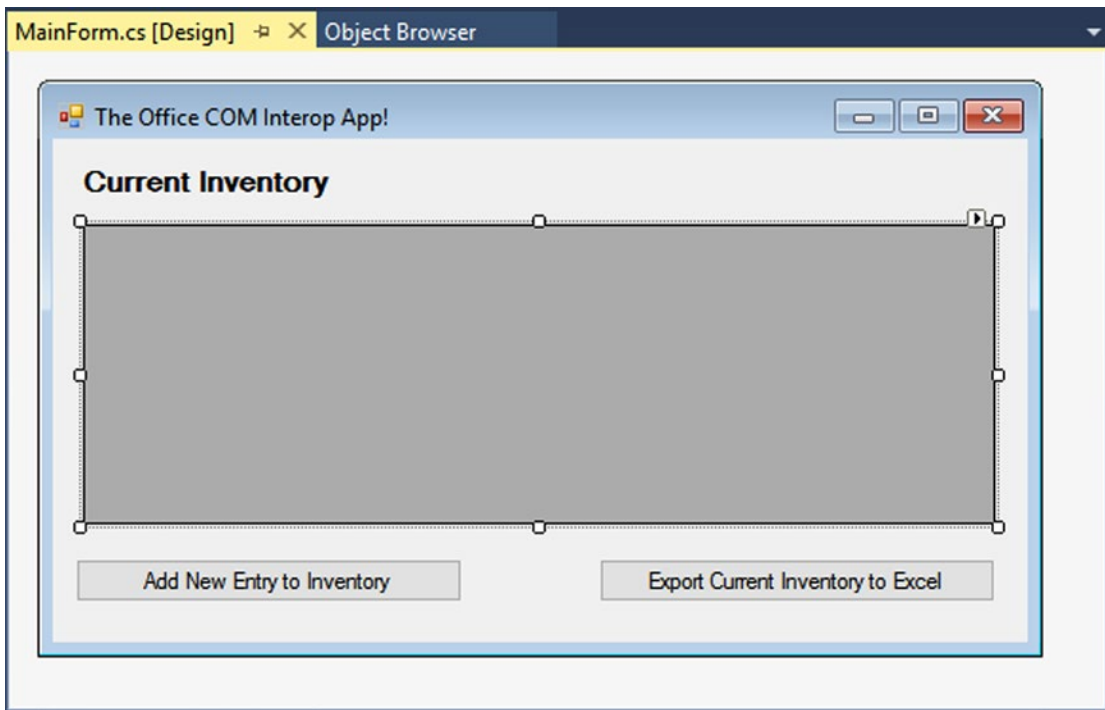 MainForm.cs [Design] Object Browser
The Office COM Interop App!
Current Inventory
Add New Entry to Inventory Export Current Inventory to Excel